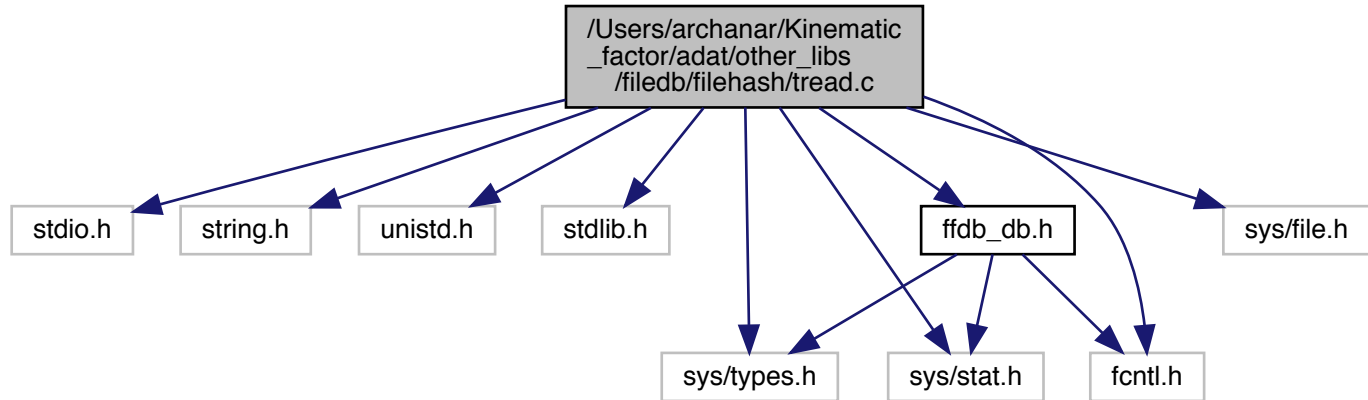 /Users/archanar/Kinematic
_factor/adat/other_libs
/filedb/filehash/tread.c
stdio.h
string.h
unistd.h
stdlib.h
ffdb_db.h
sys/file.h
sys/types.h
sys/stat.h
fcntl.h